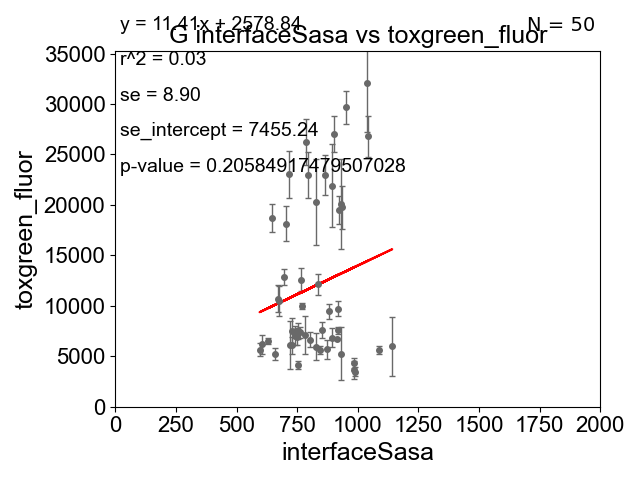 y = 11.41x + 2578.84
N = 50
G interfaceSasa vs toxgreen_fluor
r^2 = 0.03
se = 8.90
se_intercept = 7455.24
p-value = 0.20584917479507028
35000
30000
25000
20000
15000
10000
5000
0
toxgreen_fluor
0 250 500 750 1000 1250 1500 1750 2000
interfaceSasa